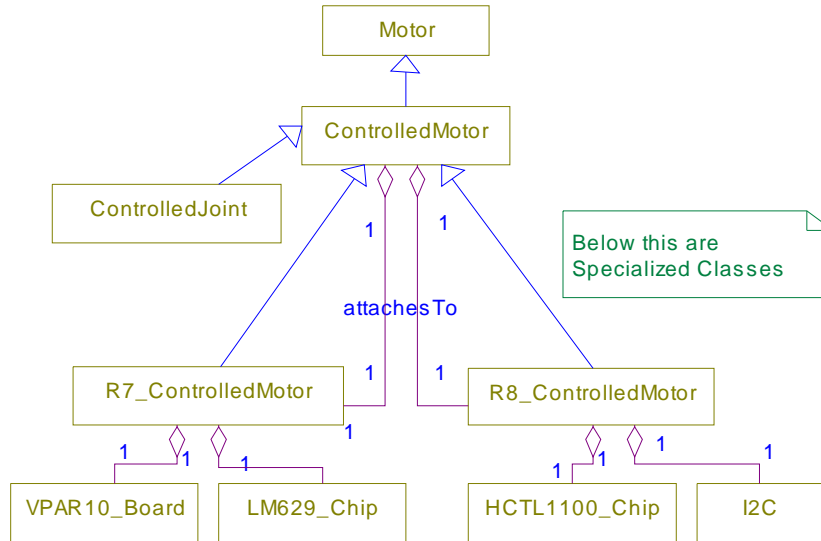 Motor
ControlledMotor
ControlledJoint
1
1
Below this are
Specialized Classes
attachesTo
1
1
R7_ControlledMotor
R8_ControlledMotor
1
1
1
1
1
1
1
1
1
VPAR10_Board
LM629_Chip
HCTL1100_Chip
I2C